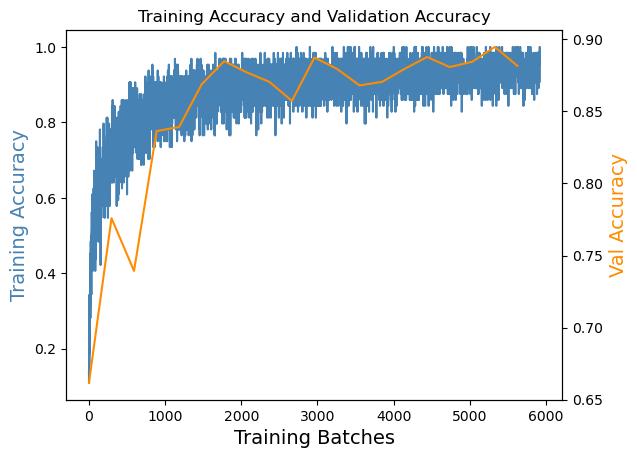 Training Accuracy and Validation Accuracy
1.0
0.8
0.6
0.4
0.2
Training Accuracy
0.90
0.85
0.80
0.75
0.70
0.65
Val Accuracy
0 1000 2000 3000 4000 5000 6000
Training Batches